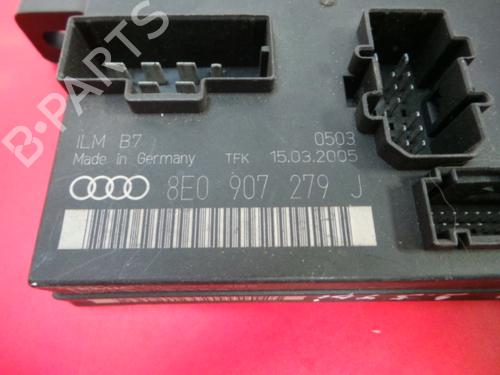 B-PARTS
ILM B7 0503
Made in Germany TFK 15.03.2005
8E0 907 279 J